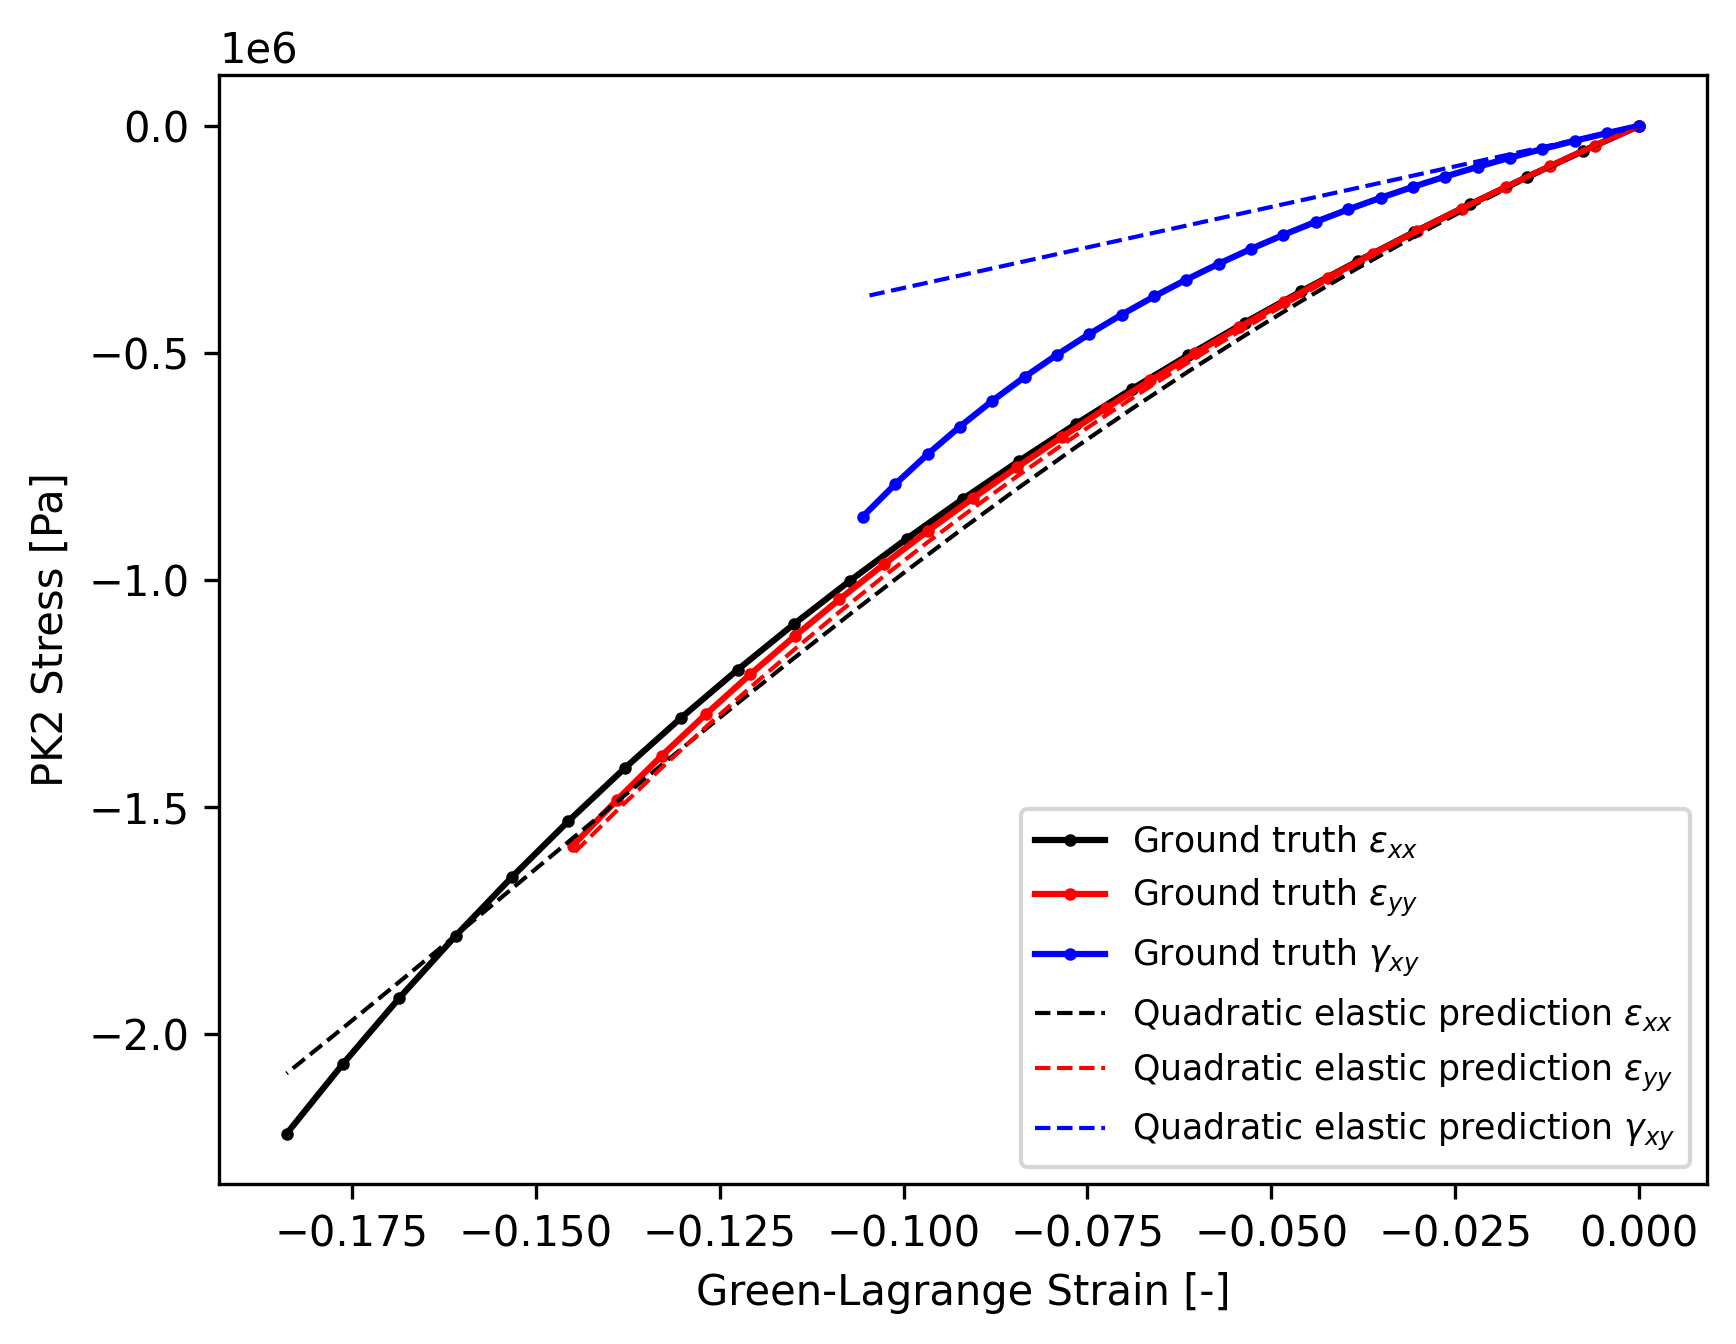 1e6
0.0
−0.5
−1.0
−1.5
−2.0
PK2 Stress [Pa]
Ground truth εxx
Ground truth εyy
Ground truth γxy
Quadratic elastic prediction εxx
Quadratic elastic prediction εyy
Quadratic elastic prediction γxy
−0.175 −0.150 −0.125 −0.100 −0.075 −0.050 −0.025 0.000
Green-Lagrange Strain [-]